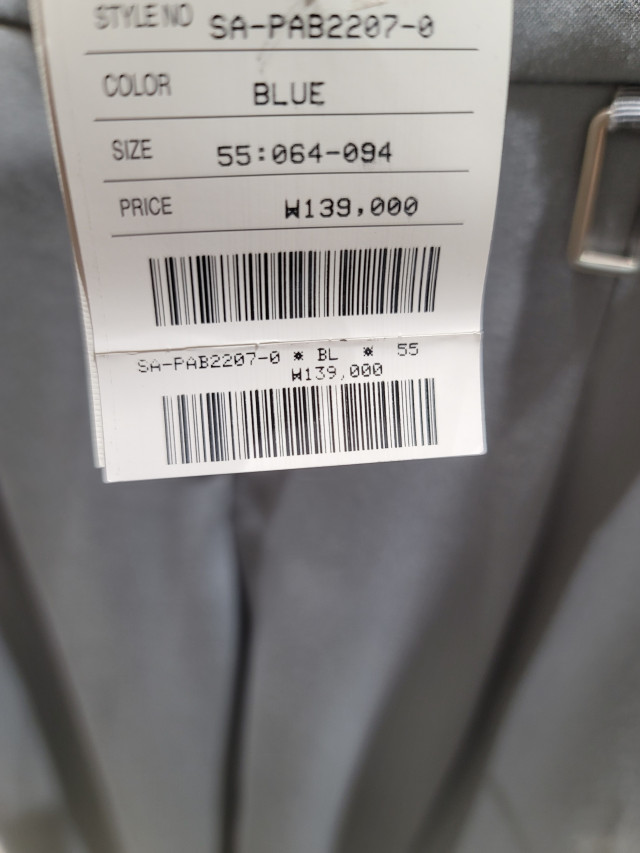 STYLE NO SA-PAB2207-0
COLOR BLUE
SIZE 55:064-094
PRICE ₩139,000
SA-PAB2207-0 * BL * 55
₩139,000